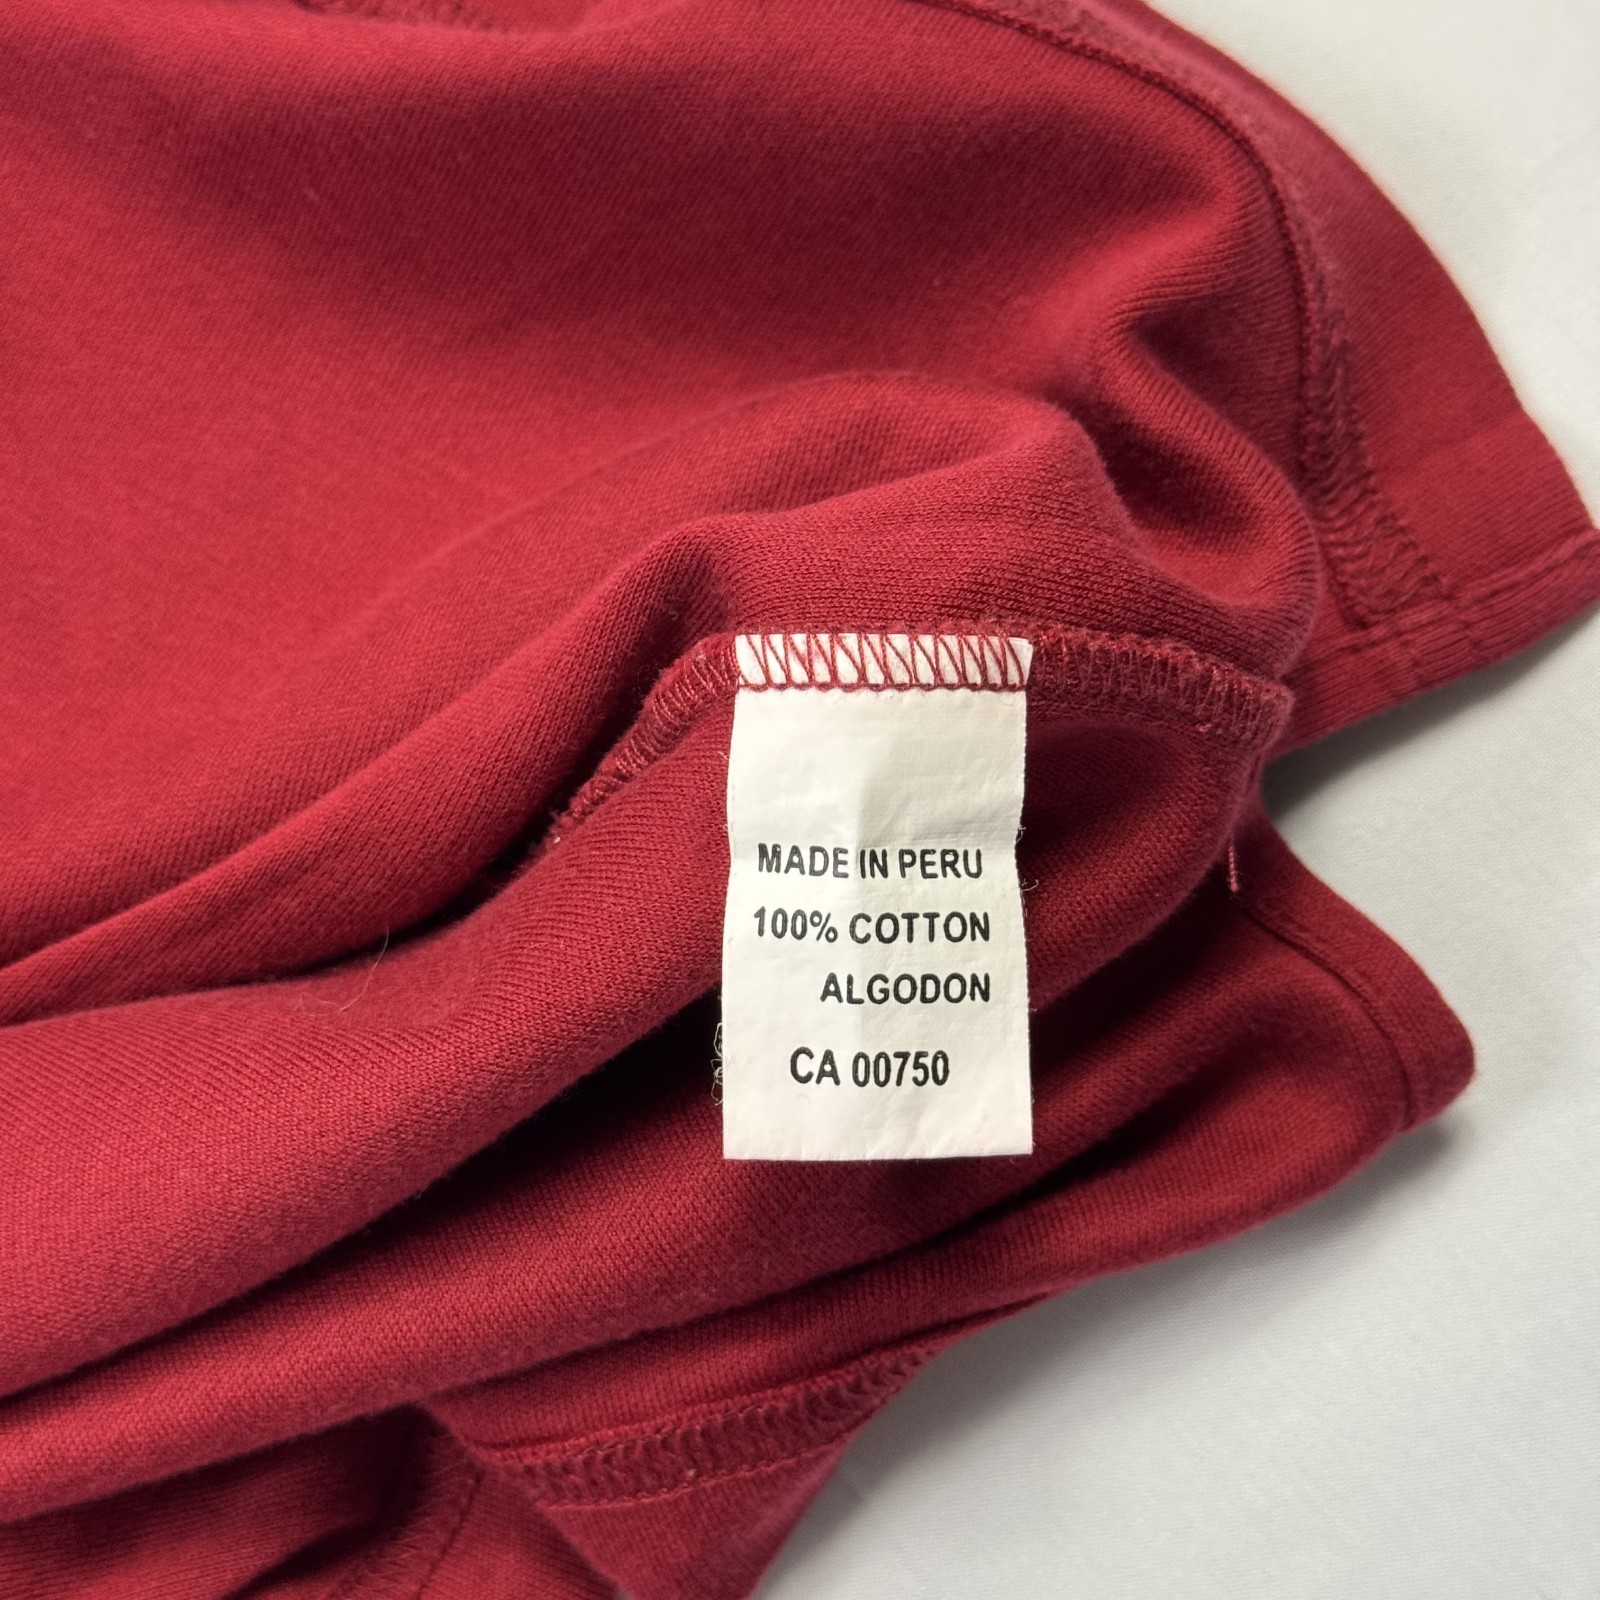 MADE IN PERU
100% COTTON
ALGODON
CA 00750